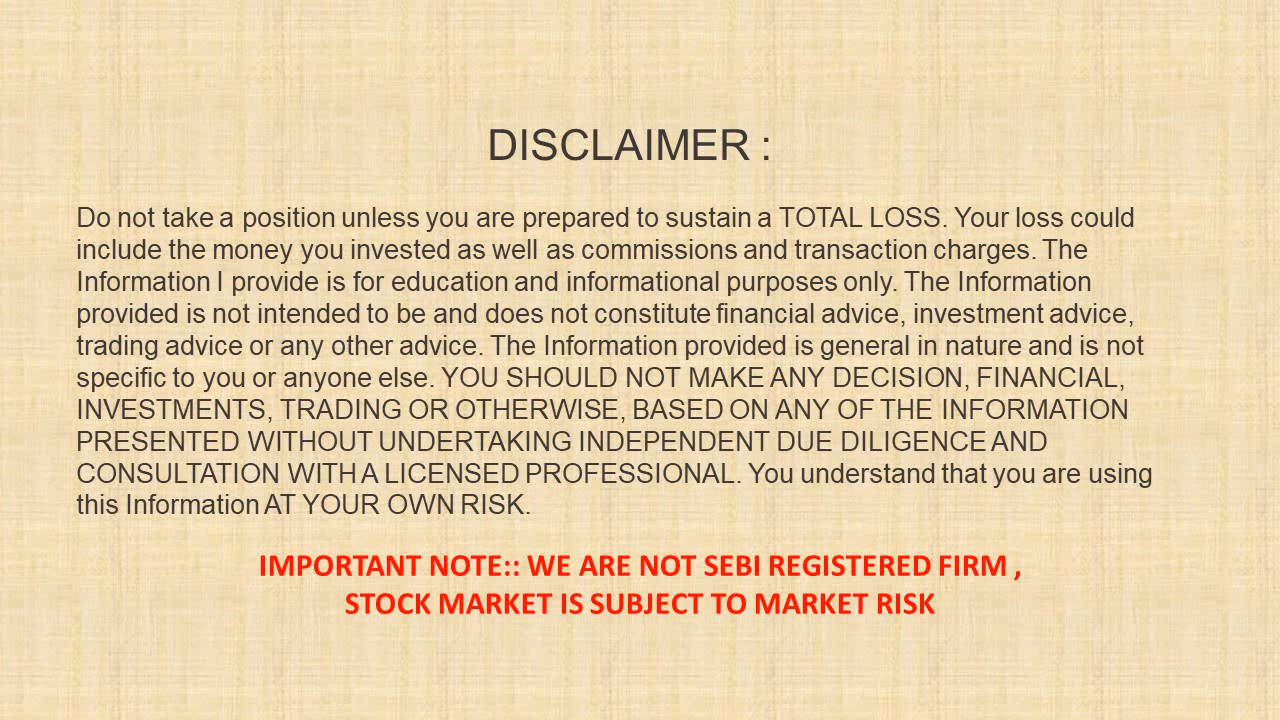 DISCLAIMER :
Do not take a position unless you are prepared to sustain a TOTAL LOSS. Your loss could
include the money you invested as well as commissions and transaction charges. The
Information I provide is for education and informational purposes only. The Information
provided is not intended to be and does not constitute financial advice, investment advice,
trading advice or any other advice. The Information provided is general in nature and is not
specific to you or anyone else. YOU SHOULD NOT MAKE ANY DECISION, FINANCIAL,
INVESTMENTS, TRADING OR OTHERWISE, BASED ON ANY OF THE INFORMATION
PRESENTED WITHOUT UNDERTAKING INDEPENDENT DUE DILIGENCE AND
CONSULTATION WITH A LICENSED PROFESSIONAL. You understand that you are using
this Information AT YOUR OWN RISK.
IMPORTANT NOTE:: WE ARE NOT SEBI REGISTERED FIRM ,
STOCK MARKET IS SUBJECT TO MARKET RISK